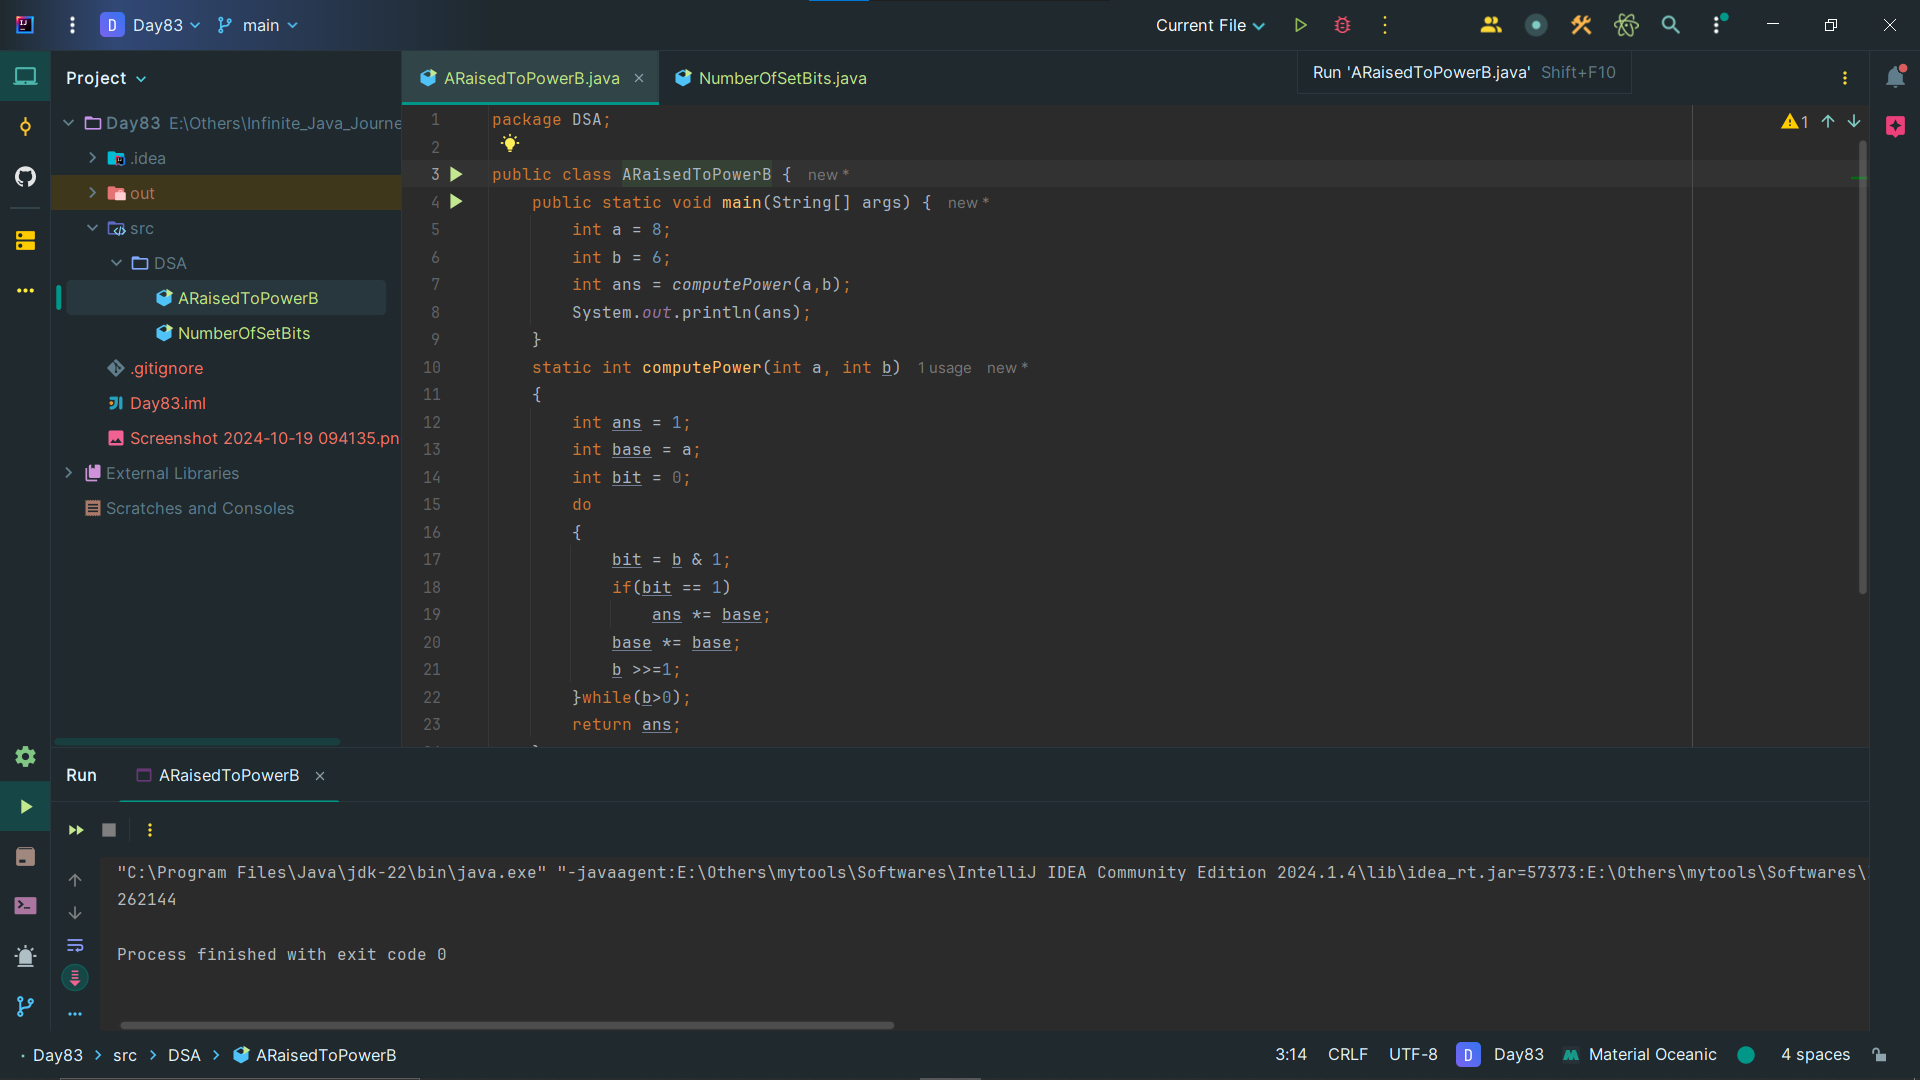 D Day83 main Current File
Project
ARaisedToPowerB.java NumberOfSetBits.java
Run 'ARaisedToPowerB.java' Shift+F10
Day83 E:\Others\Infinite_Java_Journe
.idea
out
src
DSA
ARaisedToPowerB
NumberOfSetBits
.gitignore
Day83.iml
Screenshot 2024-10-19 094135.pn
External Libraries
Scratches and Consoles
1
1 package DSA;
2
3 public class ARaisedToPowerB { new *
4 public static void main(String[] args) { new *
5 int a = 8;
6 int b = 6;
7 int ans = computePower(a,b);
8 System.out.println(ans);
9 }
10 static int computePower(int a, int b) 1 usage new *
11 {
12 int ans = 1;
13 int base = a;
14 int bit = 0;
15 do
16 {
17 bit = b & 1;
18 if(bit == 1)
19 ans *= base;
20 base *= base;
21 b >>=1;
22 }while(b>0);
23 return ans;
Run ARaisedToPowerB
"C:\Program Files\Java\jdk-22\bin\java.exe" "-javaagent:E:\Others\mytools\Softwares\IntelliJ IDEA Community Edition 2024.1.4\lib\idea_rt.jar=57373:E:\Others\mytools\Softwares\
262144
Process finished with exit code 0
Day83 > src > DSA > ARaisedToPowerB
3:14 CRLF UTF-8 D Day83 Material Oceanic 4 spaces